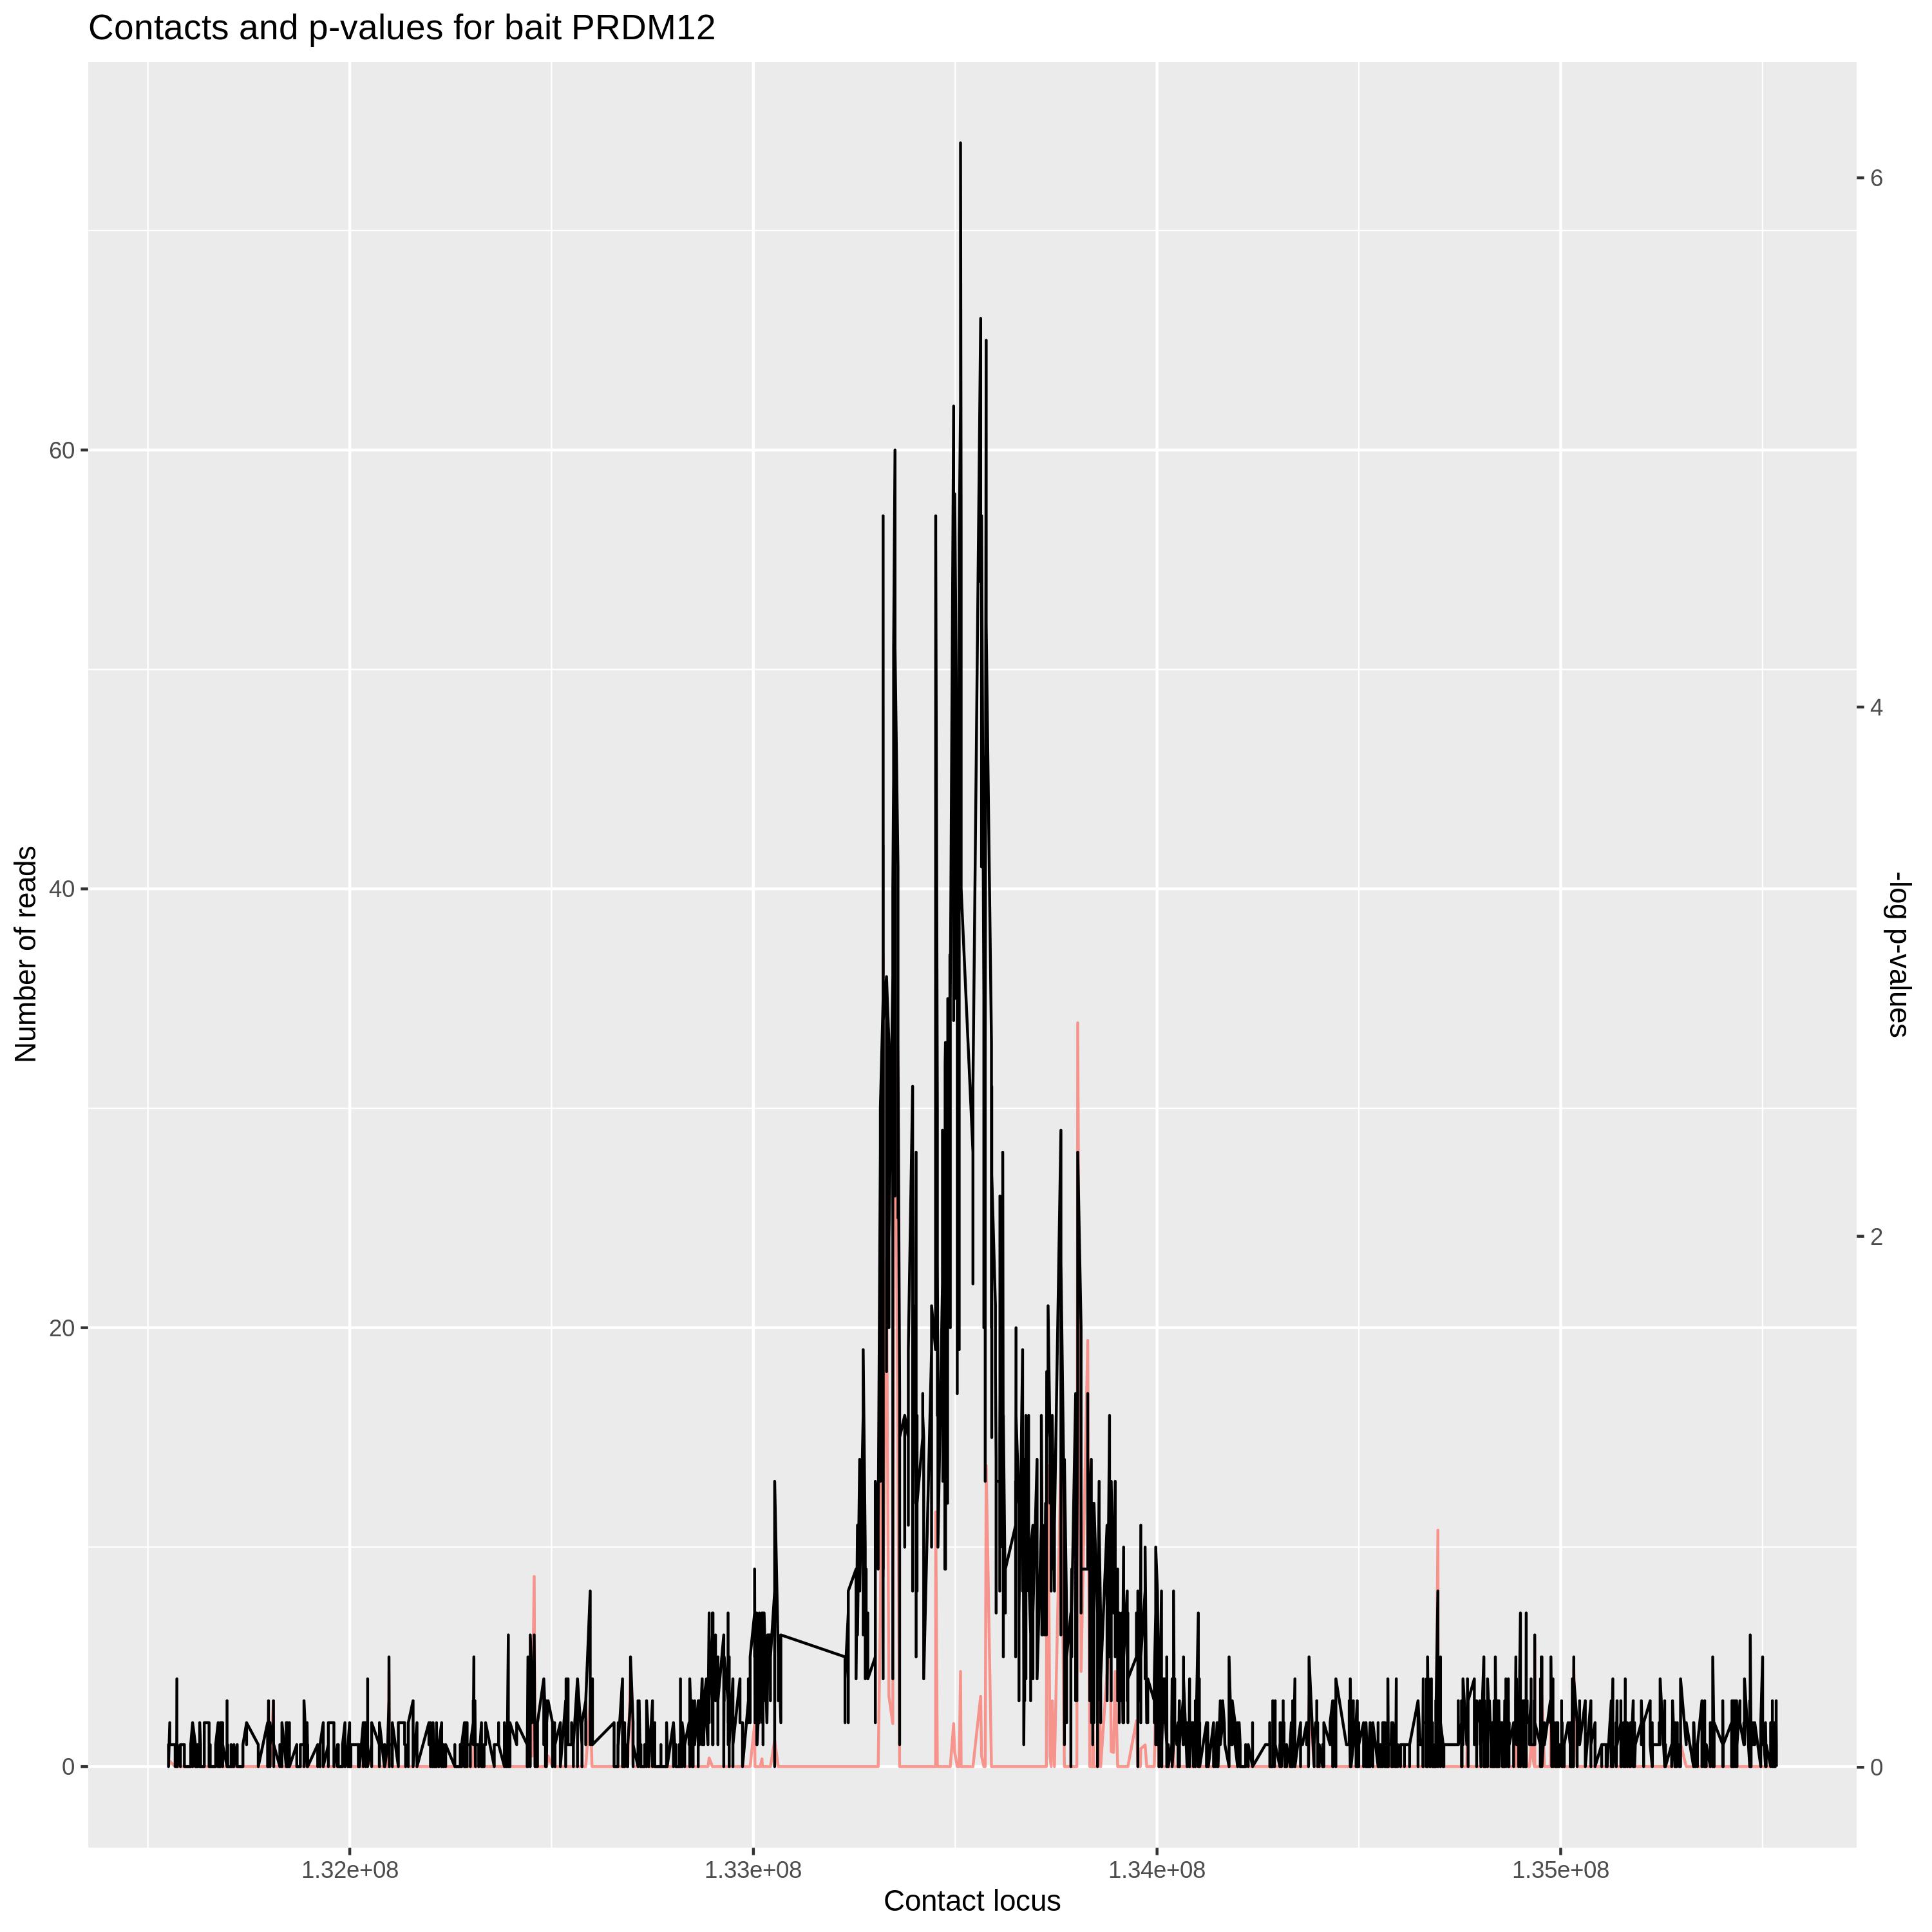 Contacts and p-values for bait PRDM12
Number of reads
60
40
20
0
6
4
2
0
-log p-values
1.32e+08
1.33e+08
1.34e+08
1.35e+08
Contact locus